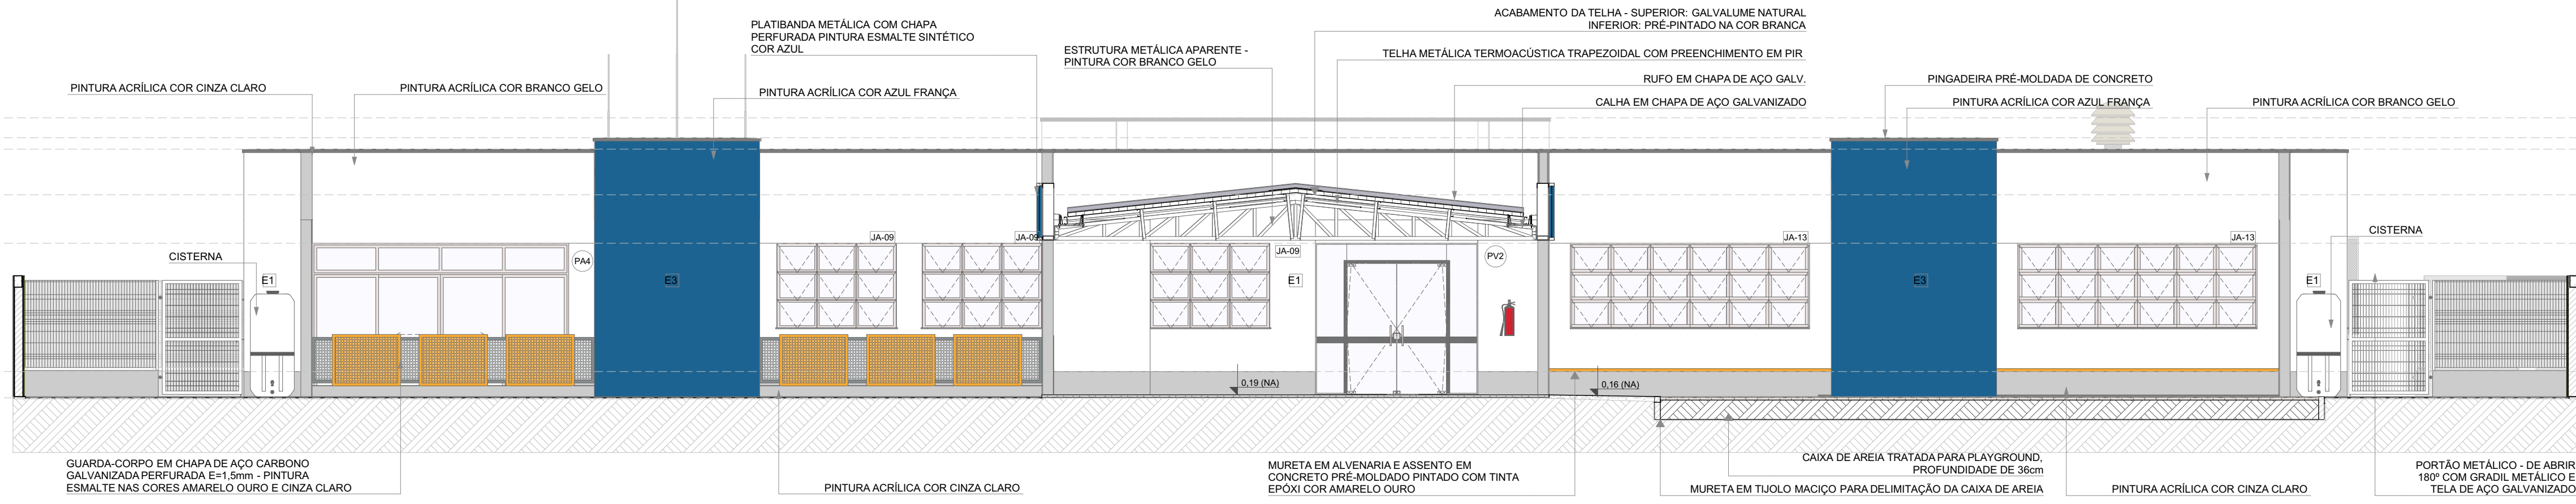 ACABAMENTO DA TELHA - SUPERIOR: GALVALUME NATURAL
INFERIOR: PRÉ-PINTADO NA COR BRANCA
PLATIBANDA METÁLICA COM CHAPA
PERFURADA PINTURA ESMALTE SINTÉTICO
COR AZUL
ESTRUTURA METÁLICA APARENTE -
PINTURA COR BRANCO GELO
TELHA METÁLICA TERMOACÚSTICA TRAPEZOIDAL COM PREENCHIMENTO EM PIR
RUFO EM CHAPA DE AÇO GALV.
PINGADEIRA PRÉ-MOLDADA DE CONCRETO
PINTURA ACRÍLICA COR CINZA CLARO
PINTURA ACRÍLICA COR BRANCO GELO
PINTURA ACRÍLICA COR AZUL FRANÇA
CALHA EM CHAPA DE AÇO GALVANIZADO
PINTURA ACRÍLICA COR AZUL FRANÇA
PINTURA ACRÍLICA COR BRANCO GELO
CISTERNA
E1
PA4
E3
JA-09
JA-09
JA-09
E1
PV2
JA-13
E3
JA-13
E1
CISTERNA
0,19 (NA)
0,16 (NA)
GUARDA-CORPO EM CHAPA DE AÇO CARBONO
GALVANIZADA PERFURADA E=1,5mm - PINTURA
ESMALTE NAS CORES AMARELO OURO E CINZA CLARO
PINTURA ACRÍLICA COR CINZA CLARO
MURETA EM ALVENARIA E ASSENTO EM
CONCRETO PRÉ-MOLDADO PINTADO COM TINTA
EPÓXI COR AMARELO OURO
CAIXA DE AREIA TRATADA PARA PLAYGROUND,
PROFUNDIDADE DE 36cm
MURETA EM TIJOLO MACIÇO PARA DELIMITAÇÃO DA CAIXA DE AREIA
PINTURA ACRÍLICA COR CINZA CLARO
PORTÃO METÁLICO - DE ABRIR
180º COM GRADIL METÁLICO E
TELA DE AÇO GALVANIZADO